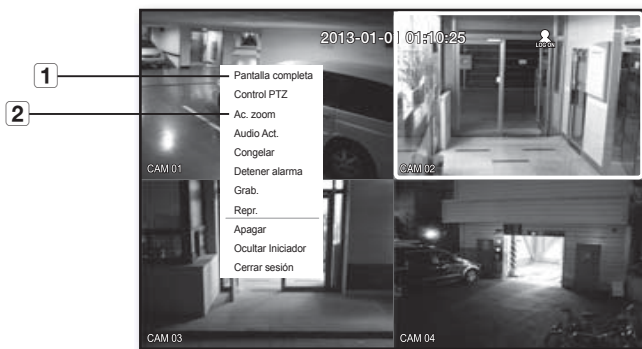 2013-01-01 01:10:25
LOG ON
1
Pantalla completa
Control PTZ
2
Ac. zoom
Audio Act.
Congelar
Detener alarma
Grab.
Repr.
Apagar
Ocultar Iniciador
Cerrar sesión
CAM 01
CAM 02
CAM 03
CAM 04